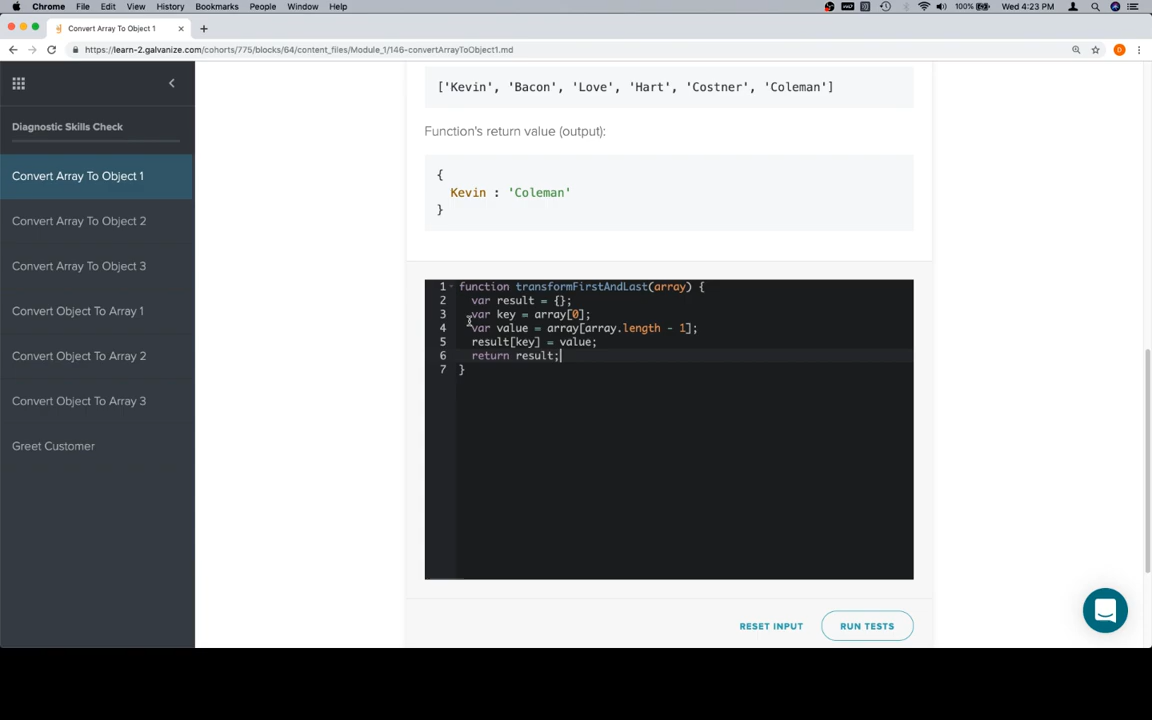 Chrome File Edit View History Bookmarks People Window Help 100% Wed 4:23 PM
Convert Array To Object 1
https://learn-2.galvanize.com/cohorts/775/blocks/64/content_files/Module_1/146-convertArrayToObject1.md
Diagnostic Skills Check
Convert Array To Object 1
Convert Array To Object 2
Convert Array To Object 3
Convert Object To Array 1
Convert Object To Array 2
Convert Object To Array 3
Greet Customer
['Kevin', 'Bacon', 'Love', 'Hart', 'Costner', 'Coleman']
Function's return value (output):
{
Kevin : 'Coleman'
}
1 function transformFirstAndLast(array) {
2 var result = {};
3 var key = array[0];
4 var value = array[array.length - 1];
5 result[key] = value;
6 return result;
7 }
RESET INPUT
RUN TESTS